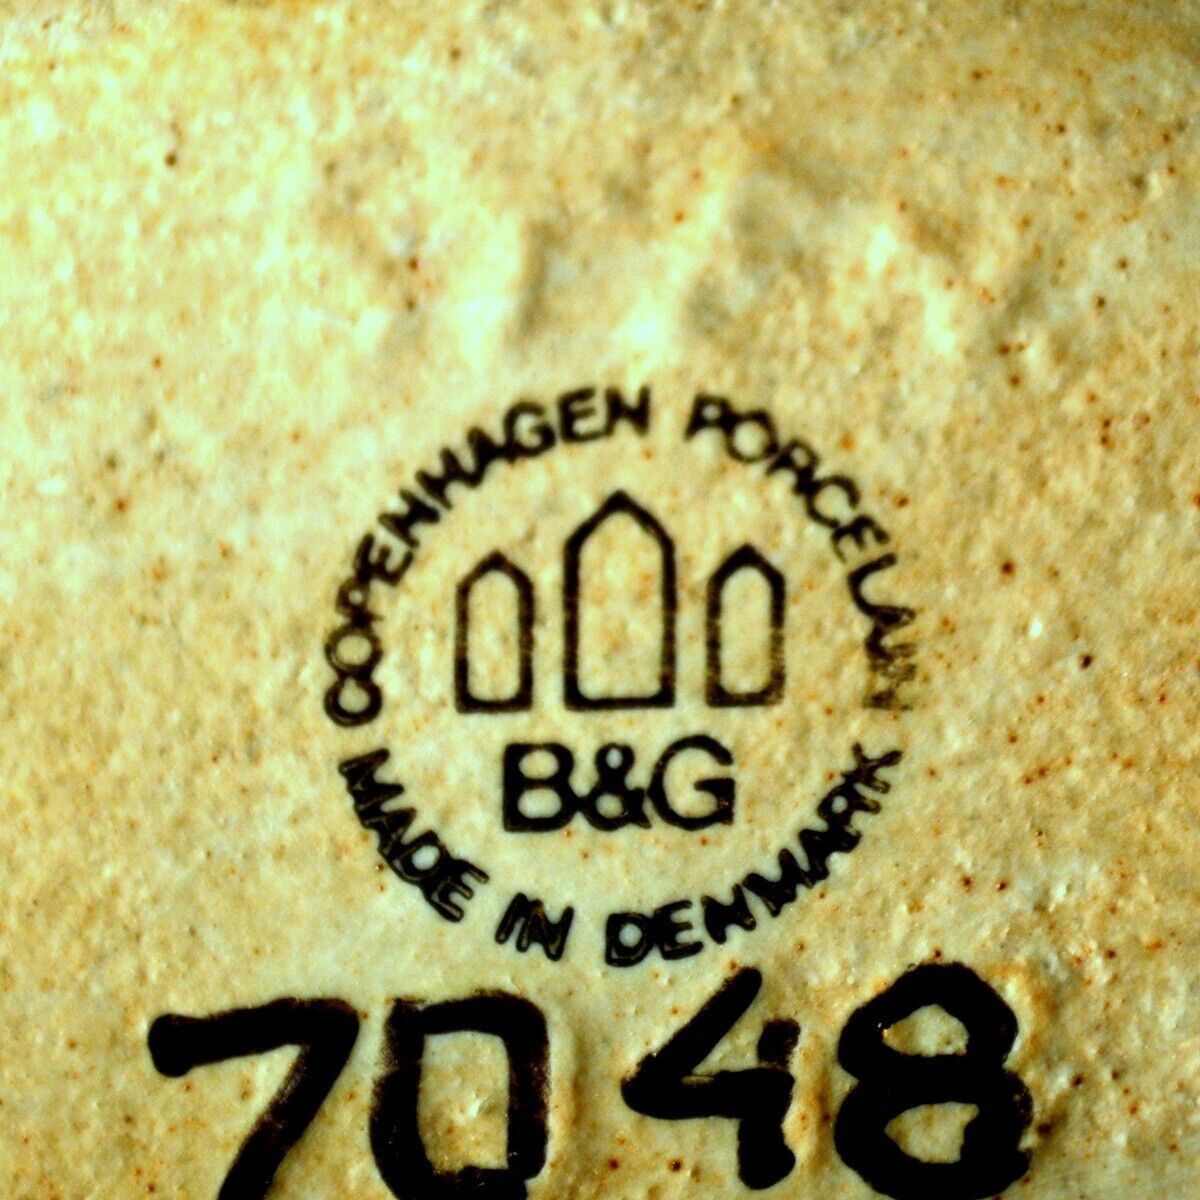 COPENHAGEN PORCELAIN
B&G
MADE IN DENMARK
7048